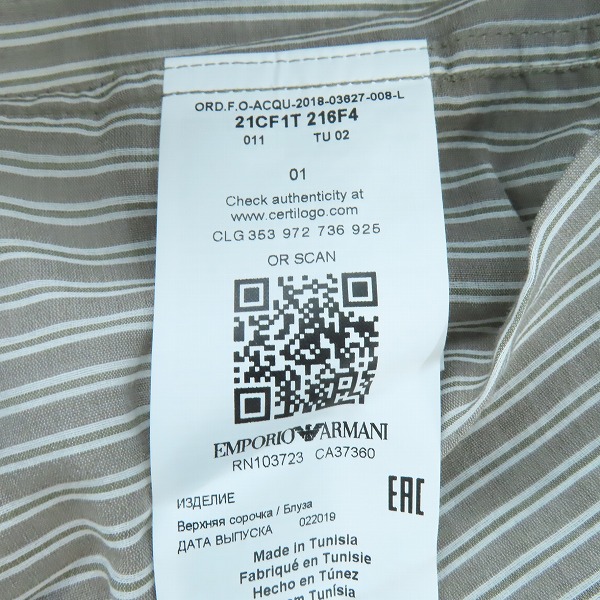 ORD.F.O-ACQU-2018-03627-008-L
21CF1T 216F4
011 TU 02
01
Check authenticity at
www.certilogo.com
CLG 353 972 736 925
OR SCAN
EMPORIO ARMANI
RN103723 CA37360
ИЗДЕЛИЕ
EAC
Верхняя сорочка / Блуза
ДАТА ВЫПУСКА 022019
Made in Tunisia
Fabriqué en Tunisie
Hecho en Túnez
Tunisia